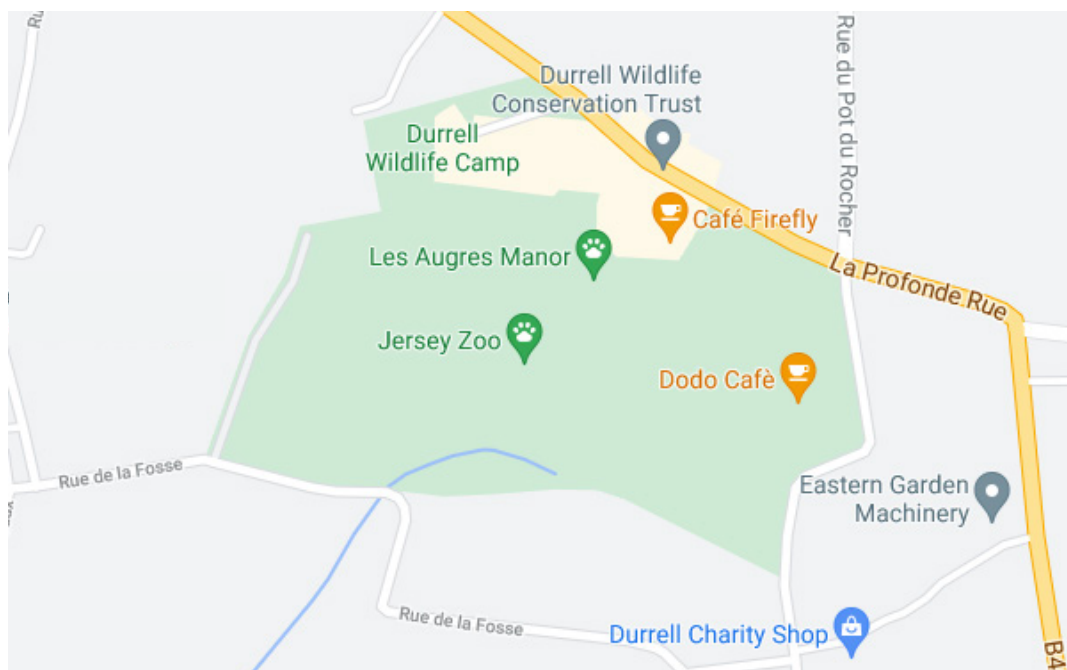 Durrell Wildlife
Conservation Trust
Rue du Pot du Rocher
Durrell
Wildlife Camp
Café Firefly
Les Augres Manor
La Profonde Rue
Jersey Zoo
Dodo Cafè
Rue de la Fosse
Eastern Garden
Machinery
Rue de la Fosse
Durrell Charity Shop
B4